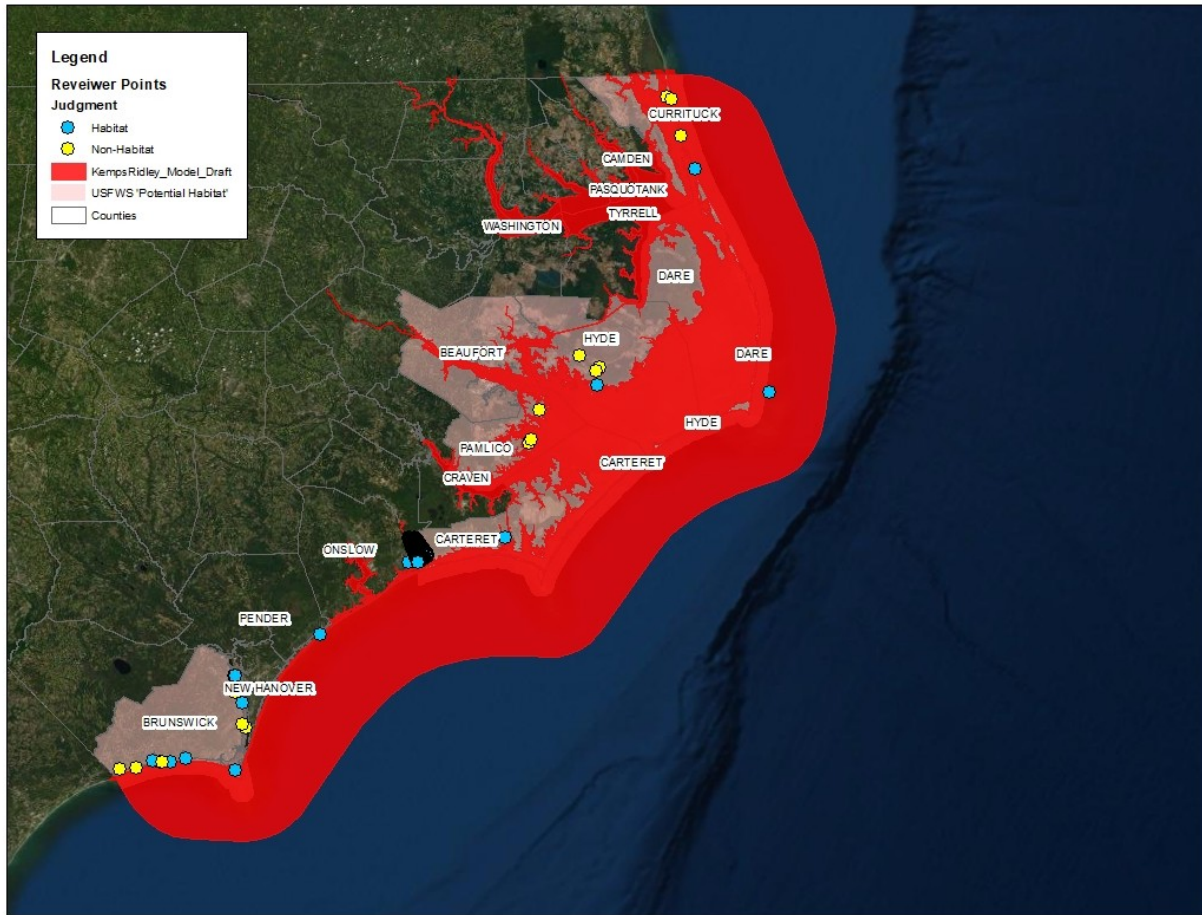 Legend
Reveiwer Points
Judgment
Habitat
Non-Habitat
KempsRidley_Model_Draft
USFWS 'Potential Habitat'
Counties
CURRITUCK
CAMDEN
PASQUOTANK
TYRRELL
WASHINGTON
DARE
HYDE
BEAUFORT
DARE
HYDE
PAMLICO
CARTERET
CRAVEN
CARTERET
ONSLOW
PENDER
NEW HANOVER
BRUNSWICK